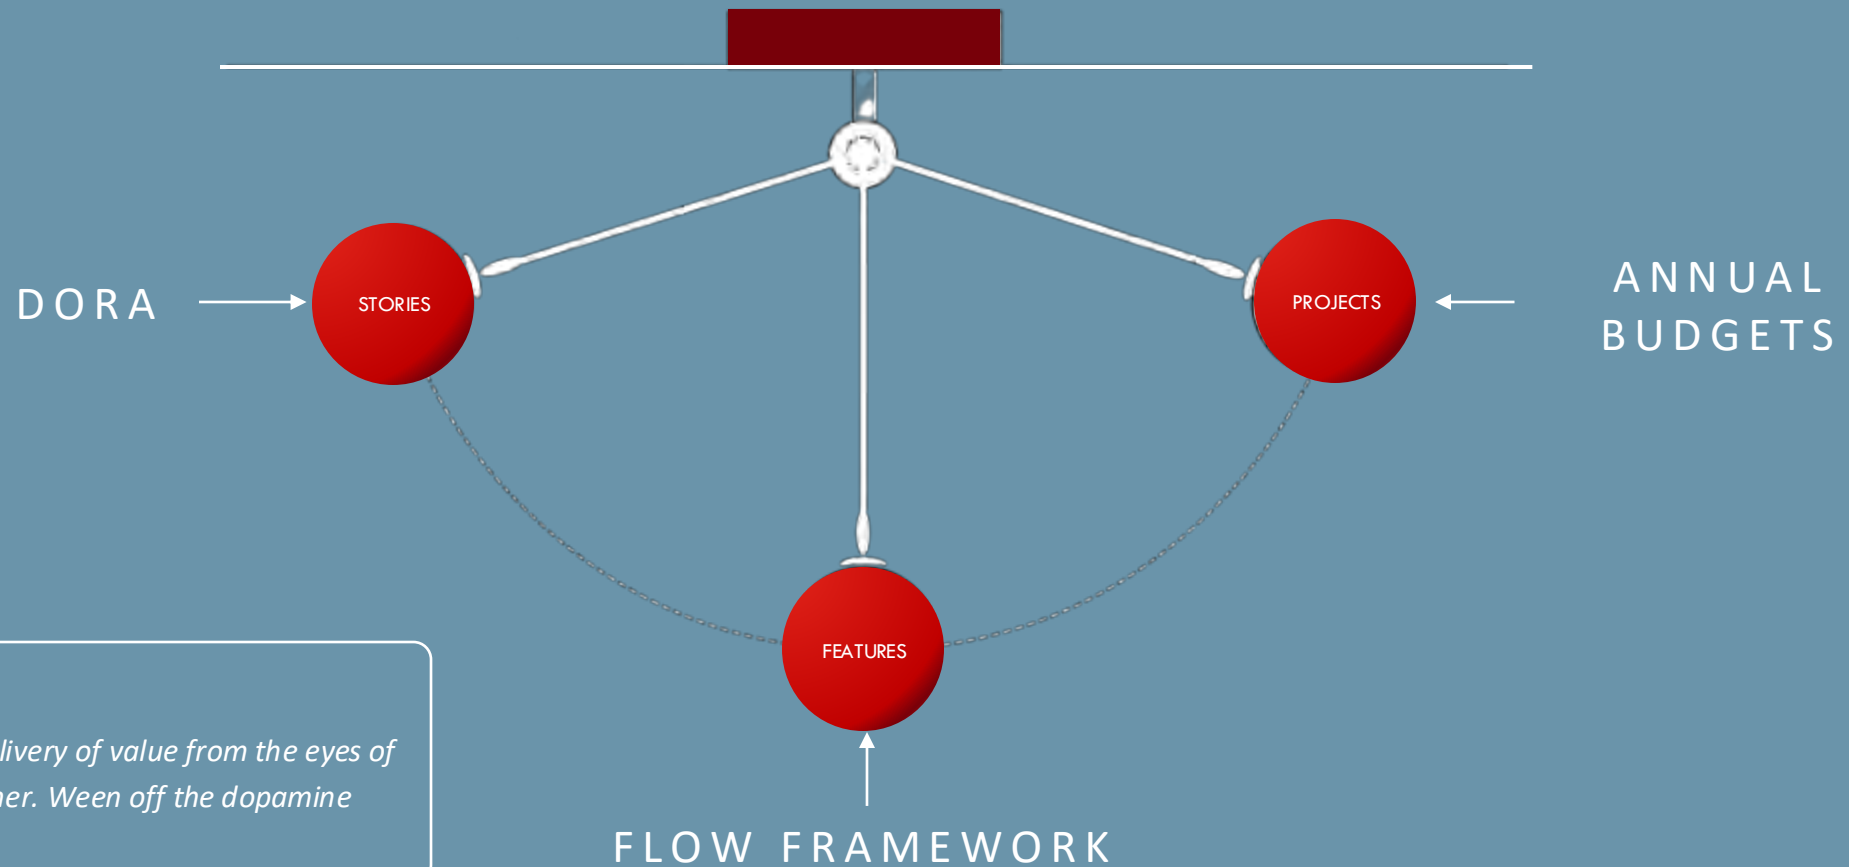 DORA
STORIES
PROJECTS
ANNUAL
BUDGETS
FEATURES
livery of value from the eyes of
er. Ween off the dopamine
FLOW FRAMEWORK